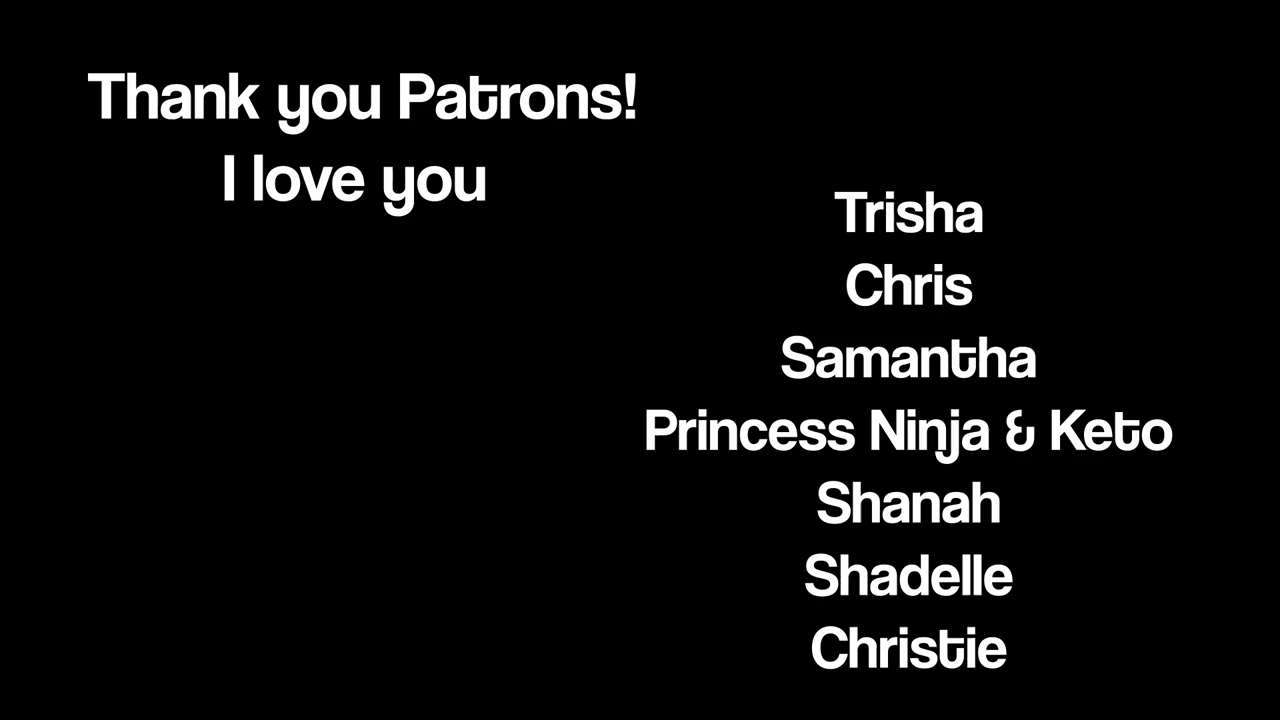 Thank you Patrons!
I love you
Trisha
Chris
Samantha
Princess Ninja & Keto
Shanah
Shadelle
Christie